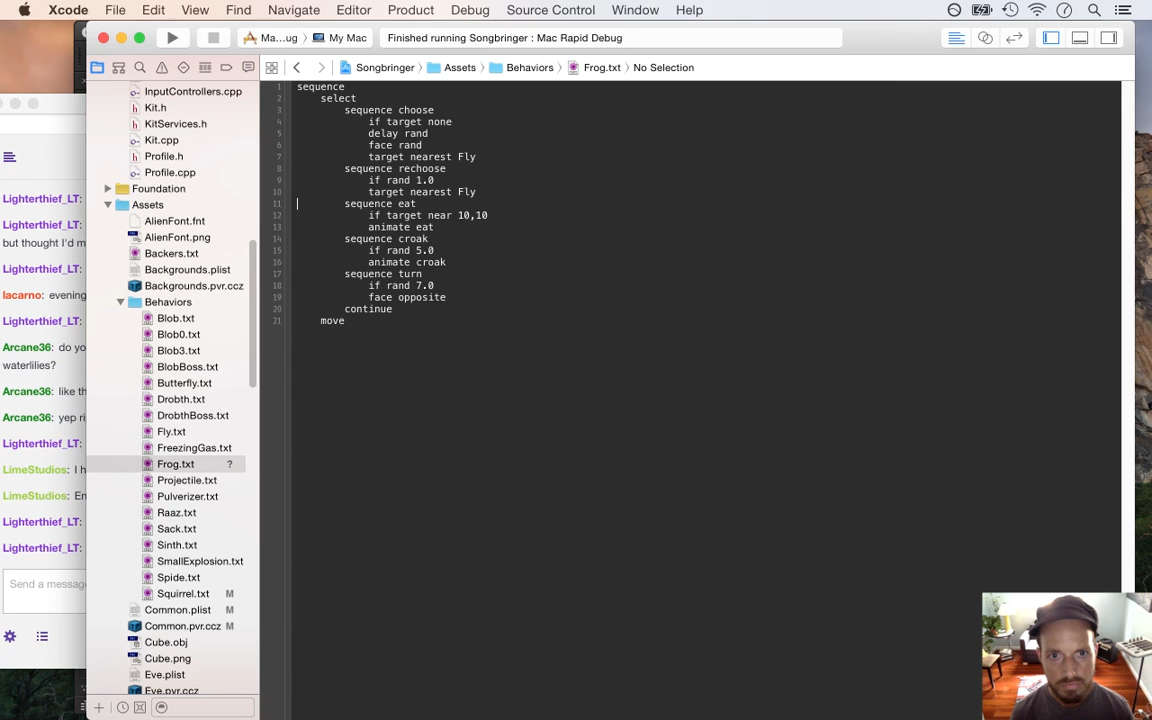 Xcode File Edit View Find Navigate Editor Product Debug Source Control Window Help
Ma...ug My Mac Finished running Songbringer : Mac Rapid Debug
Songbringer Assets Behaviors Frog.txt No Selection
InputControllers.cpp
Kit.h
KitServices.h
Kit.cpp
Profile.h
Profile.cpp
Foundation
Assets
AlienFont.fnt
AlienFont.png
Backers.txt
Backgrounds.plist
Backgrounds.pvr.ccz
Behaviors
Blob.txt
Blob0.txt
Blob3.txt
BlobBoss.txt
Butterfly.txt
Drobth.txt
DrobthBoss.txt
Fly.txt
FreezingGas.txt
Frog.txt ?
Projectile.txt
Pulverizer.txt
Raaz.txt
Sack.txt
Sinth.txt
SmallExplosion.txt
Spide.txt
Squirrel.txt M
Common.plist M
Common.pvr.ccz M
Cube.obj
Cube.png
Eve.plist
Eve.pvr.ccz
1 sequence
2 select
3 sequence choose
4 if target none
5 delay rand
6 face rand
7 target nearest Fly
8 sequence rechoose
9 if rand 1.0
10 target nearest Fly
11 sequence eat
12 if target near 10,10
13 animate eat
14 sequence croak
15 if rand 5.0
16 animate croak
17 sequence turn
18 if rand 7.0
19 face opposite
20 continue
21 move
Lighterthief_LT:
Lighterthief_LT:
but thought I'd m
Lighterthief_LT:
lacarno: evening
Lighterthief_LT:
Arcane36: do yo
waterlilies?
Arcane36: like th
Arcane36: yep ri
Lighterthief_LT:
LimeStudios: I h
LimeStudios: En
Lighterthief_LT:
Lighterthief_LT:
Send a message